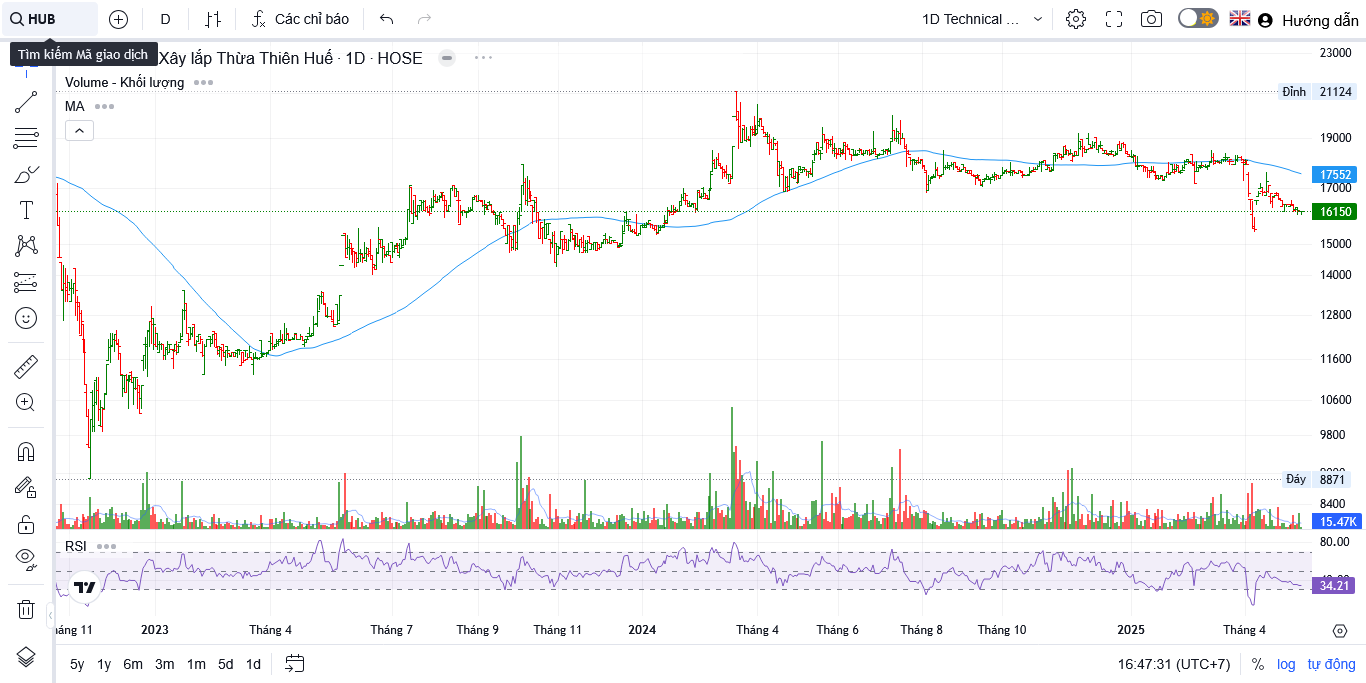 HUB
D
Các chỉ báo
1D Technical ...
Hướng dẫn
Tìm kiếm Mã giao dịch
Xây lắp Thừa Thiên Huế · 1D · HOSE
Volume - Khối lượng
MA
23000
Đỉnh 21124
19000
17552
17000
16150
15000
14000
12800
11600
10600
9800
Đáy 8871
8400
15.47K
RSI
80.00
34.21
háng 11 2023 Tháng 4 Tháng 7 Tháng 9 Tháng 11 2024 Tháng 4 Tháng 6 Tháng 8 Tháng 10 2025 Tháng 4
5y 1y 6m 3m 1m 5d 1d
16:47:31 (UTC+7) % log tự động